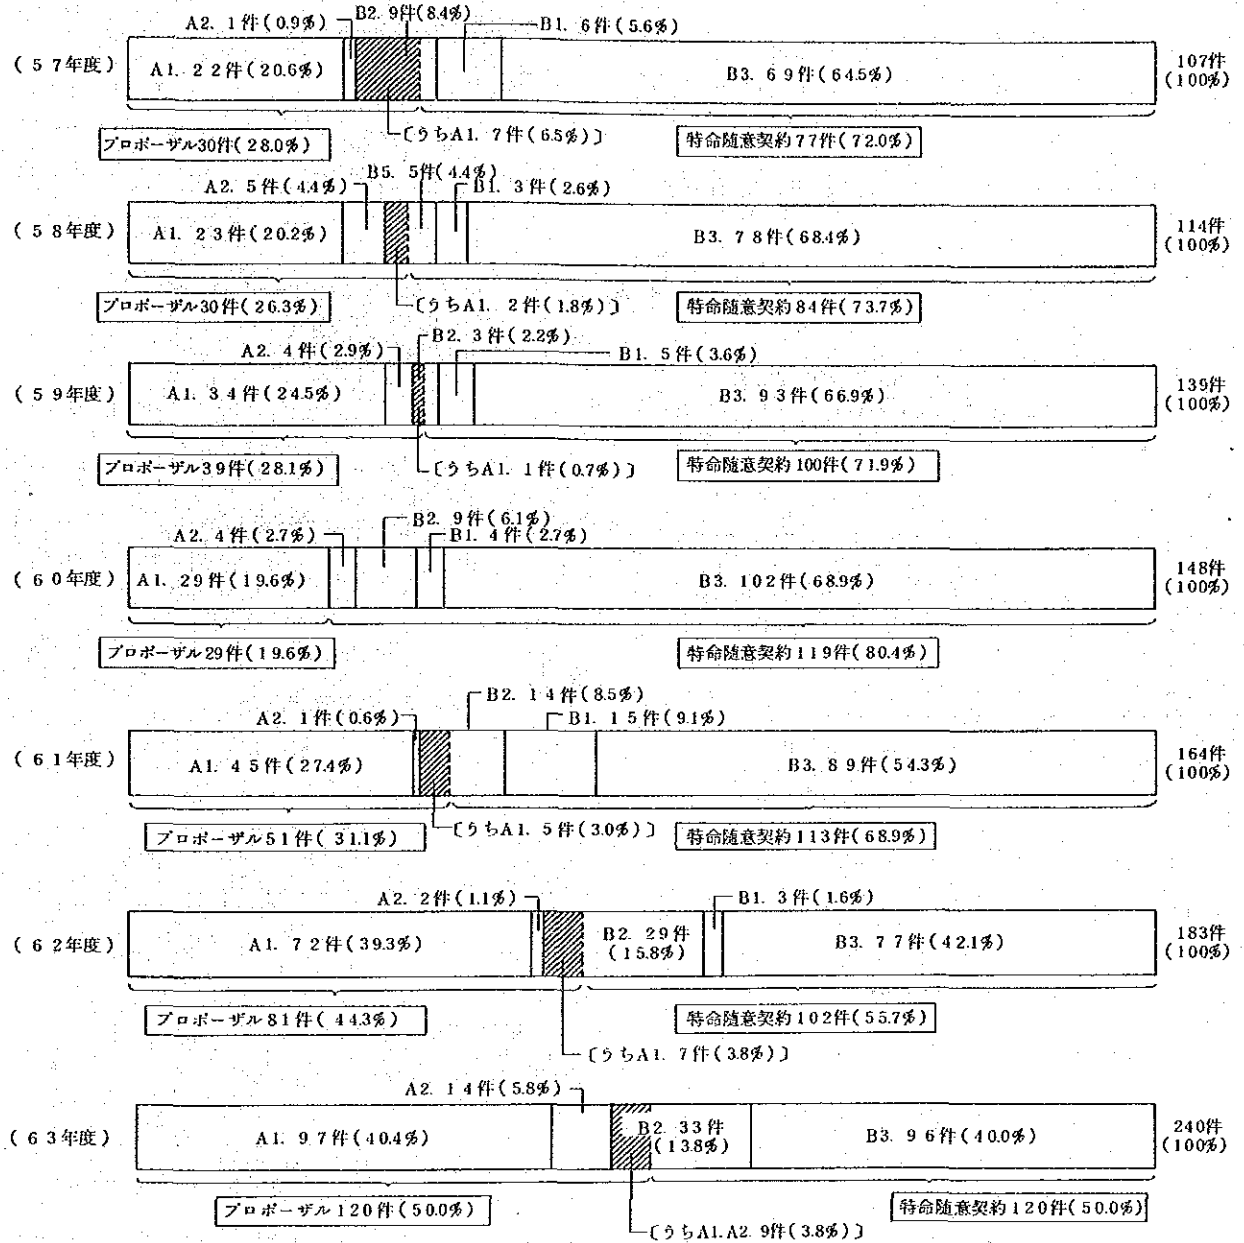 A2. 1件(0.9%) B2. 9件(8.4%) B1. 6件(5.6%)
(57年度) A1. 22件(20.6%) B3. 69件(64.5%) 107件
(100%)
プロポーザル30件(28.0%) 〔うちA1. 7件(6.5%)〕 特命随意契約77件(72.0%)
A2. 5件(4.4%) B5. 5件(4.4%) B1. 3件(2.6%)
(58年度) A1. 23件(20.2%) B3. 78件(68.4%) 114件
(100%)
プロポーザル30件(26.3%) 〔うちA1. 2件(1.8%)〕 特命随意契約84件(73.7%)
A2. 4件(2.9%) B2. 3件(2.2%) B1. 5件(3.6%)
(59年度) A1. 34件(24.5%) B3. 93件(66.9%) 139件
(100%)
プロポーザル39件(28.1%) 〔うちA1. 1件(0.7%)〕 特命随意契約100件(71.9%)
A2. 4件(2.7%) B2. 9件(6.1%) B1. 4件(2.7%)
(60年度) A1. 29件(19.6%) B3. 102件(68.9%) 148件
(100%)
プロポーザル29件(19.6%) 特命随意契約119件(80.4%)
A2. 1件(0.6%) B2. 14件(8.5%) B1. 15件(9.1%)
(61年度) A1. 45件(27.4%) B3. 89件(54.3%) 164件
(100%)
プロポーザル51件(31.1%) 〔うちA1. 5件(3.0%)〕 特命随意契約113件(68.9%)
A2. 2件(1.1%) B1. 3件(1.6%)
(62年度) A1. 72件(39.3%) B2. 29件 B3. 77件(42.1%) 183件
(15.8%) (100%)
プロポーザル81件(44.3%) 特命随意契約102件(55.7%)
〔うちA1. 7件(3.8%)〕
A2. 14件(5.8%)
(63年度) A1. 97件(40.4%) B2. 33件 B3. 96件(40.0%) 240件
(13.8%) (100%)
プロポーザル120件(50.0%) 特命随意契約120件(50.0%)
〔うちA1.A2. 9件(3.8%)〕